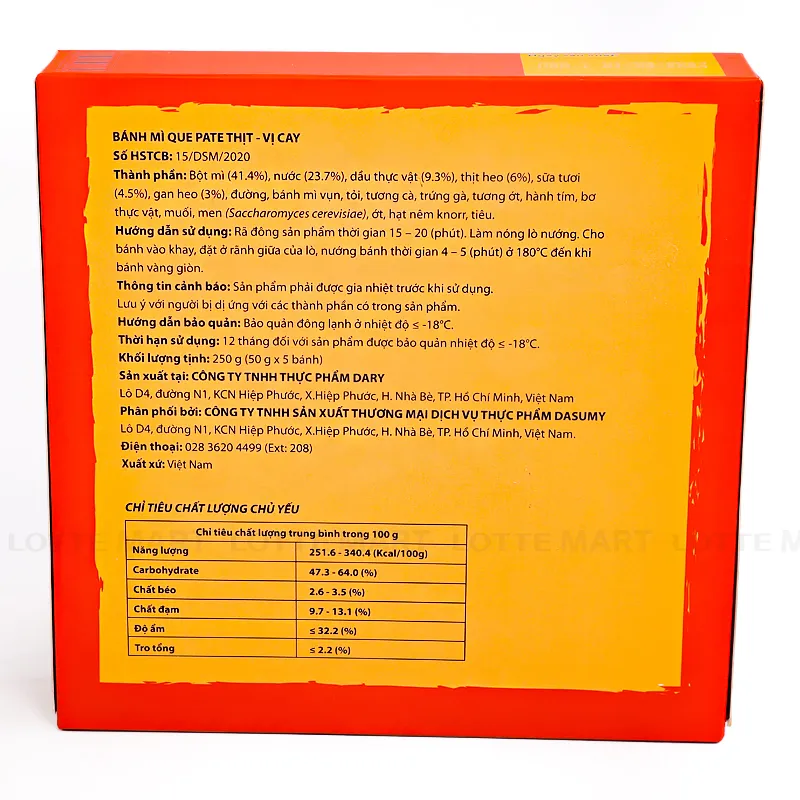 BÁNH MÌ QUE PATE THỊT - VỊ CAY
Số HSTCB: 15/DSM/2020
Thành phần: Bột mì (41.4%), nước (23.7%), dầu thực vật (9.3%), thịt heo (6%), sữa tươi
(4.5%), gan heo (3%), đường, bánh mì vụn, tỏi, tương cà, trứng gà, tương ớt, hành tím, bơ
thực vật, muối, men (Saccharomyces cerevisiae), ớt, hạt nêm knorr, tiêu.
Hướng dẫn sử dụng: Rã đông sản phẩm thời gian 15 – 20 (phút). Làm nóng lò nướng. Cho
bánh vào khay, đặt ở rãnh giữa của lò, nướng bánh thời gian 4 – 5 (phút) ở 180°C đến khi
bánh vàng giòn.
Thông tin cảnh báo: Sản phẩm phải được gia nhiệt trước khi sử dụng.
Lưu ý với người bị dị ứng với các thành phần có trong sản phẩm.
Hướng dẫn bảo quản: Bảo quản đông lạnh ở nhiệt độ ≤ -18°C.
Thời hạn sử dụng: 12 tháng đối với sản phẩm được bảo quản nhiệt độ ≤ -18°C.
Khối lượng tịnh: 250 g (50 g x 5 bánh)
Sản xuất tại: CÔNG TY TNHH THỰC PHẨM DARY
Lô D4, đường N1, KCN Hiệp Phước, X.Hiệp Phước, H. Nhà Bè, TP. Hồ Chí Minh, Việt Nam
Phân phối bởi: CÔNG TY TNHH SẢN XUẤT THƯƠNG MẠI DỊCH VỤ THỰC PHẨM DASUMY
Lô D4, đường N1, KCN Hiệp Phước, X.Hiệp Phước, H. Nhà Bè, TP. Hồ Chí Minh, Việt Nam.
Điện thoại: 028 3620 4499 (Ext: 208)
Xuất xứ: Việt Nam
CHỈ TIÊU CHẤT LƯỢNG CHỦ YẾU
Chỉ tiêu chất lượng trung bình trong 100 g
Năng lượng 251.6 - 340.4 (Kcal/100g)
Carbohydrate 47.3 - 64.0 (%)
Chất béo 2.6 - 3.5 (%)
Chất đạm 9.7 - 13.1 (%)
Độ ẩm ≤ 32.2 (%)
Tro tổng ≤ 2.2 (%)
LOTTE MART LOTTE MART LOTTE MART LOTTE M